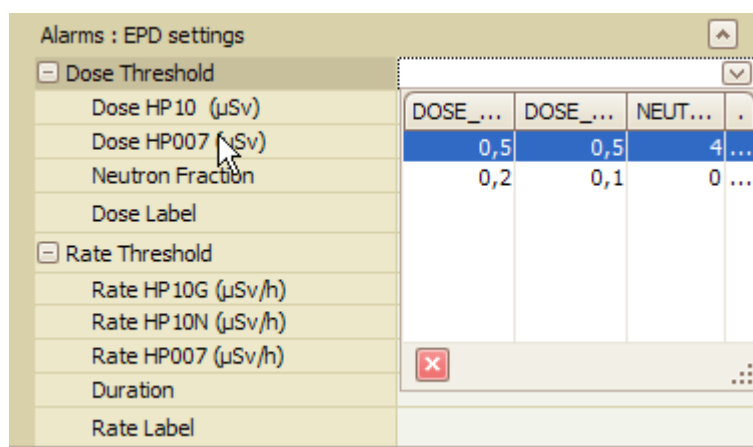 Alarms : EPD settings
Dose Threshold
Dose HP10 (µSv)
DOSE_... DOSE_... NEUT... .
Dose HP007 (µSv)
0,5 0,5 4 ...
Neutron Fraction
0,2 0,1 0 ...
Dose Label
Rate Threshold
Rate HP10G (µSv/h)
Rate HP10N (µSv/h)
Rate HP007 (µSv/h)
Duration
Rate Label